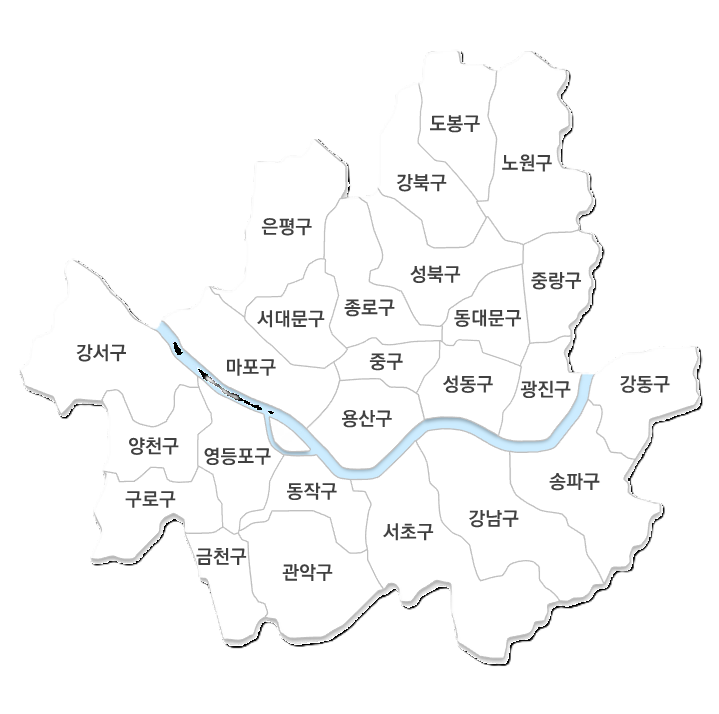 도봉구
노원구
강북구
은평구
성북구
중랑구
종로구
서대문구
동대문구
강서구
마포구
중구
성동구
광진구
강동구
용산구
양천구
영등포구
송파구
동작구
구로구
강남구
서초구
금천구
관악구